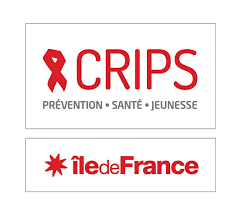 CRIPS
PRÉVENTION • SANTÉ • JEUNESSE
îledeFrance